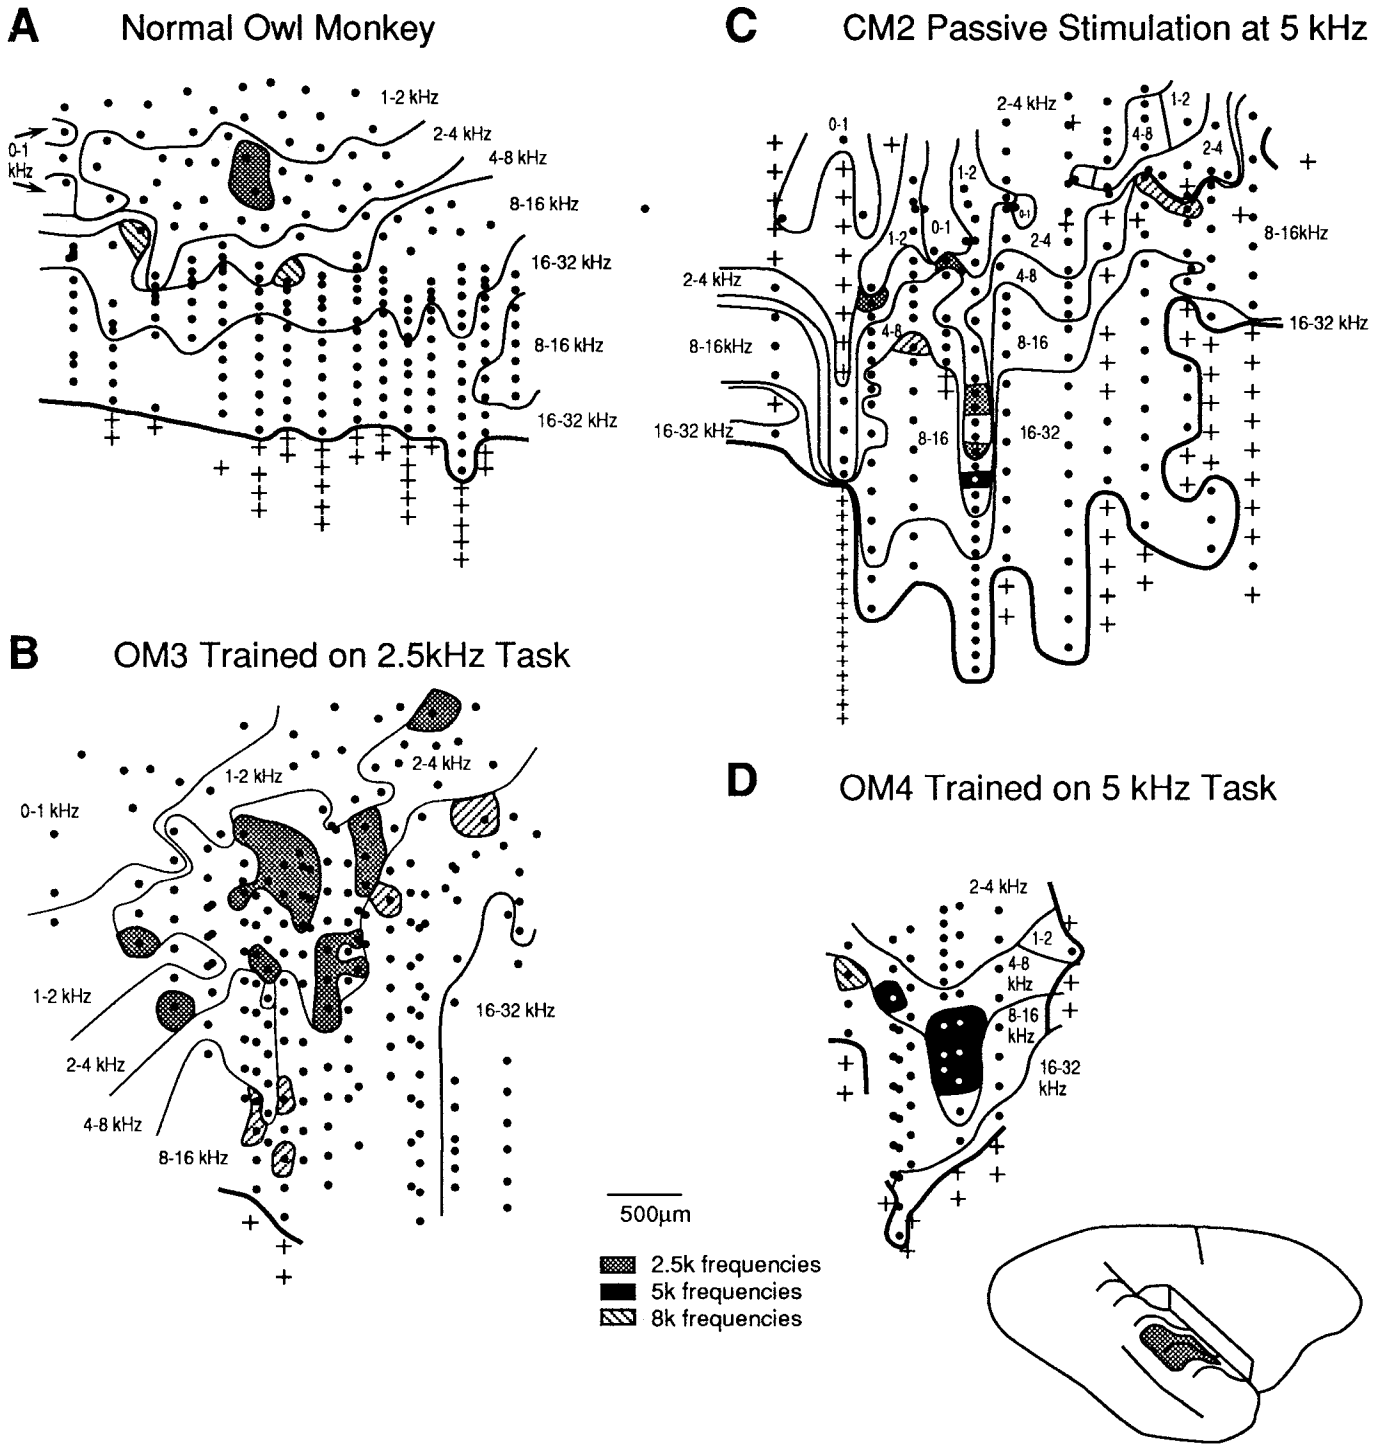 A Normal Owl Monkey
1-2 kHz
2-4 kHz
4-8 kHz
0-1
kHz
8-16 kHz
16-32 kHz
8-16 kHz
16-32 kHz
B OM3 Trained on 2.5kHz Task
1-2 kHz
2-4 kHz
0-1 kHz
1-2 kHz
16-32 kHz
2-4 kHz
4-8 kHz
8-16 kHz
C CM2 Passive Stimulation at 5 kHz
2-4 kHz
1-2
0-1
4-8
2-4
1-2
0-1
0-1
1-2
2-4
8-16kHz
2-4 kHz
4-8
16-32 kHz
4-8
8-16kHz
8-16
16-32 kHz
8-16
16-32
D OM4 Trained on 5 kHz Task
2-4 kHz
1-2
4-8
kHz
8-16
kHz
16-32
kHz
500µm
2.5k frequencies
5k frequencies
8k frequencies